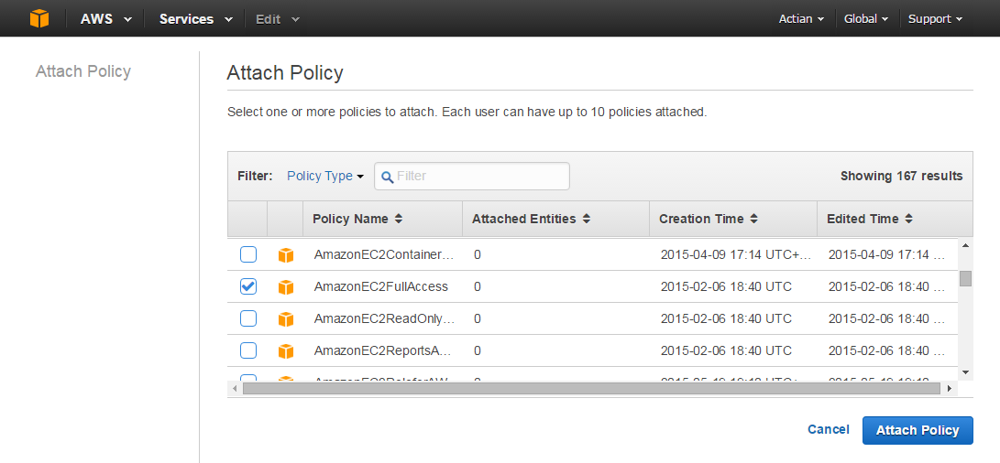 AWS Services Edit Actian Global Support
Attach Policy
Attach Policy
Select one or more policies to attach. Each user can have up to 10 policies attached.
Filter: Policy Type Filter Showing 167 results
Policy Name Attached Entities Creation Time Edited Time
AmazonEC2Container... 0 2015-04-09 17:14 UTC+... 2015-04-09 17:14 ...
AmazonEC2FullAccess 0 2015-02-06 18:40 UTC 2015-02-06 18:40 ...
AmazonEC2ReadOnly... 0 2015-02-06 18:40 UTC 2015-02-06 18:40 ...
AmazonEC2ReportsA... 0 2015-02-06 18:40 UTC 2015-02-06 18:40 ...
Cancel Attach Policy